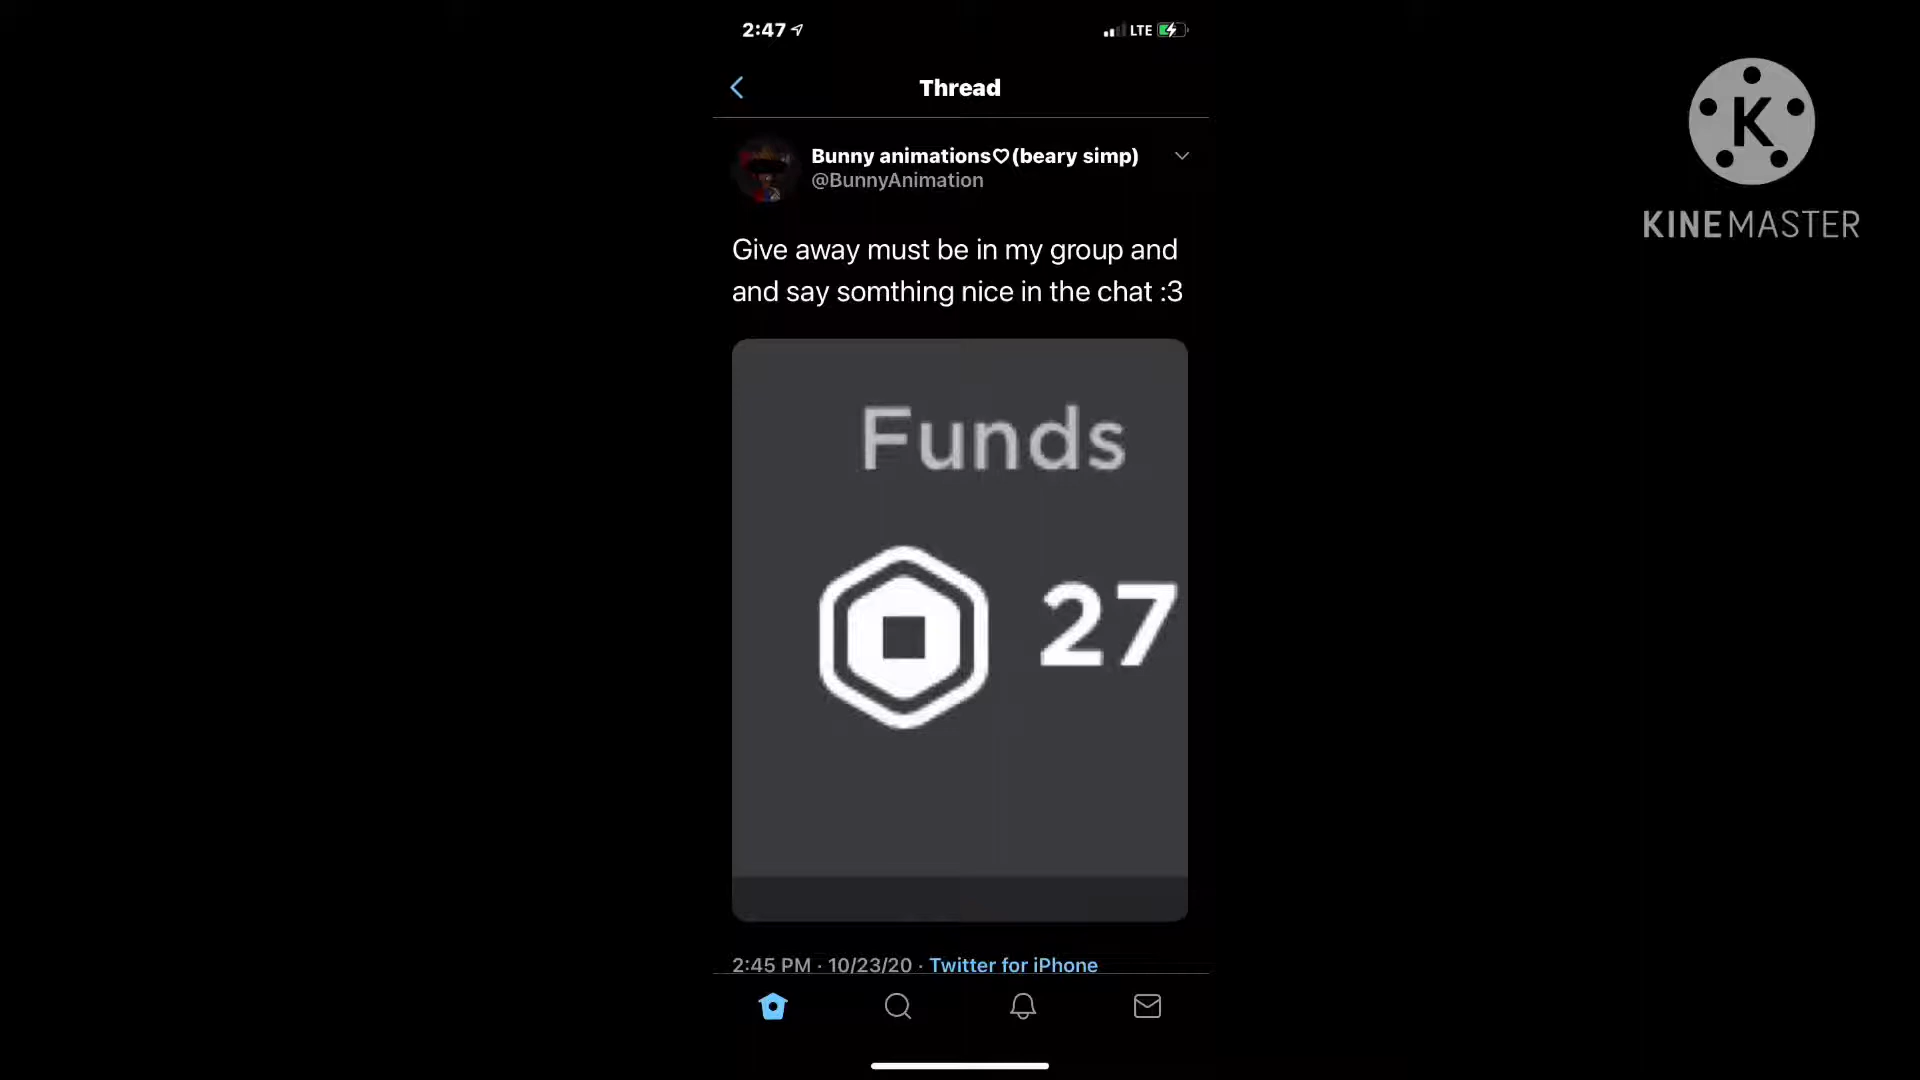 2:47
LTE
Thread
Bunny animations♡(beary simp)
@BunnyAnimation
Give away must be in my group and
and say somthing nice in the chat :3
Funds
27
2:45 PM · 10/23/20 · Twitter for iPhone
K
KINEMASTER